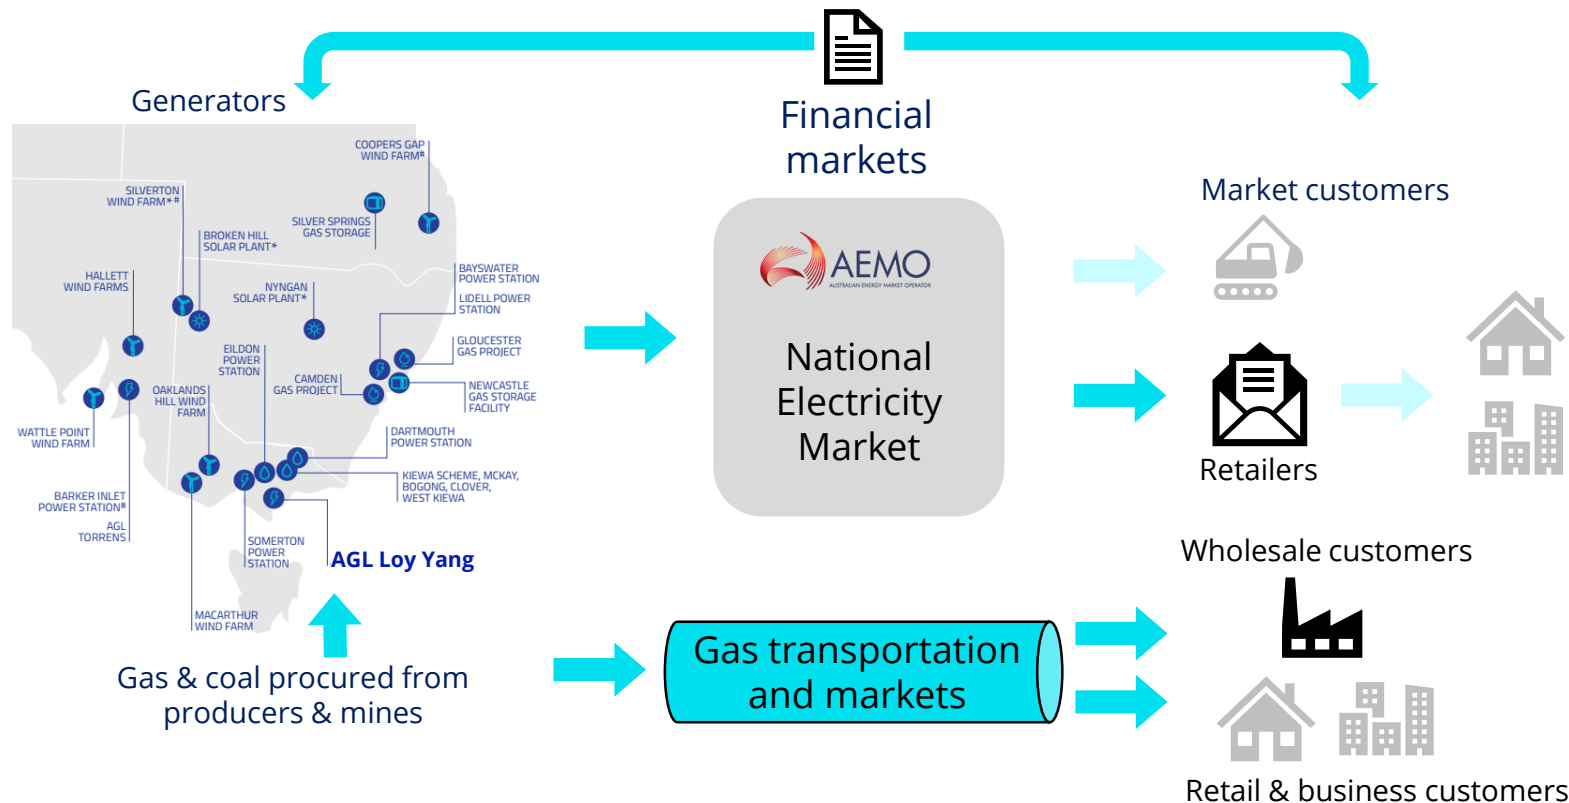 Financial
markets
Generators
COOPERS GAP
WIND FARM#
SILVERTON
WIND FARM*#
SILVER SPRINGS
GAS STORAGE
BROKEN HILL
SOLAR PLANT*
HALLETT
WIND FARMS
NYNGAN
SOLAR PLANT*
BAYSWATER
POWER STATION
LIDELL POWER
STATION
GLOUCESTER
GAS PROJECT
EILDON
POWER
STATION
CAMDEN
GAS PROJECT
OAKLANDS
HILL WIND
FARM
NEWCASTLE
GAS STORAGE
FACILITY
WATTLE POINT
WIND FARM
DARTMOUTH
POWER STATION
KIEWA SCHEME, MCKAY,
BOGONG, CLOVER,
WEST KIEWA
BARKER INLET
POWER STATION#
AGL
TORRENS
SOMERTON
POWER
STATION
AGL Loy Yang
MACARTHUR
WIND FARM
Gas & coal procured from
producers & mines
AEMO
AUSTRALIAN ENERGY MARKET OPERATOR
National
Electricity
Market
Market customers
Retailers
Gas transportation
and markets
Wholesale customers
Retail & business customers